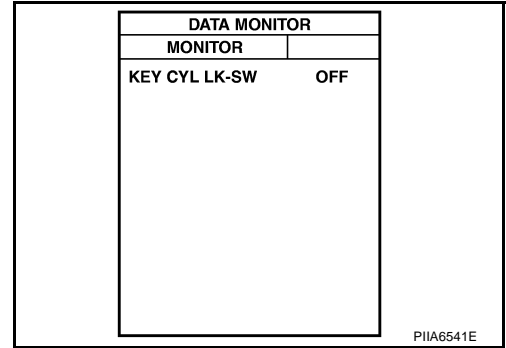 DATA MONITOR
MONITOR
KEY CYL LK-SW OFF
PIIA6541E